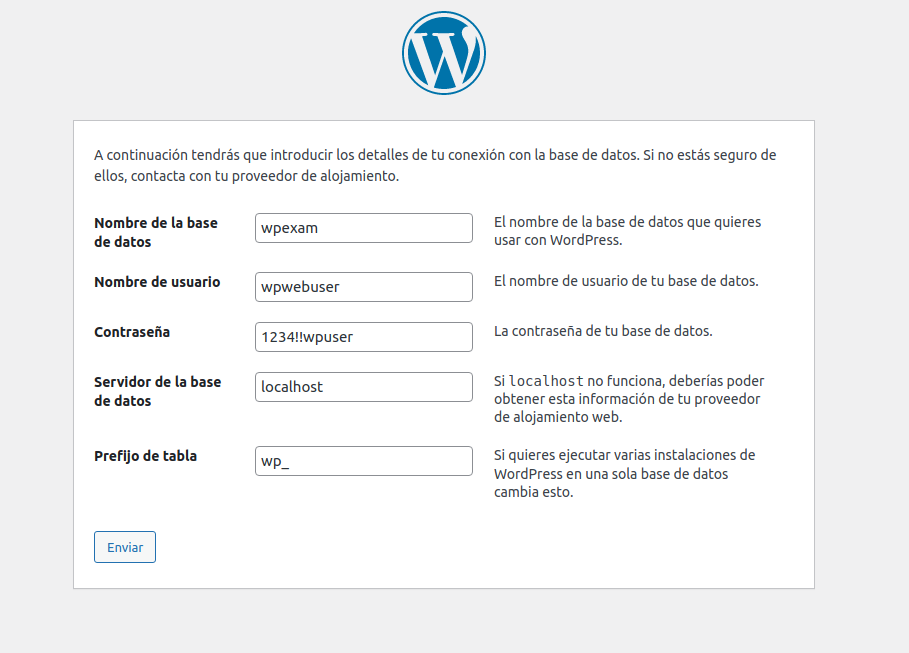 A continuación tendrás que introducir los detalles de tu conexión con la base de datos. Si no estás seguro de
ellos, contacta con tu proveedor de alojamiento.
Nombre de la base
de datos
wpexam
El nombre de la base de datos que quieres
usar con WordPress.
Nombre de usuario
wpwebuser
El nombre de usuario de tu base de datos.
Contraseña
1234!!wpuser
La contraseña de tu base de datos.
Servidor de la base
de datos
localhost
Si localhost no funciona, deberías poder
obtener esta información de tu proveedor
de alojamiento web.
Prefijo de tabla
wp_
Si quieres ejecutar varias instalaciones de
WordPress en una sola base de datos
cambia esto.
Enviar